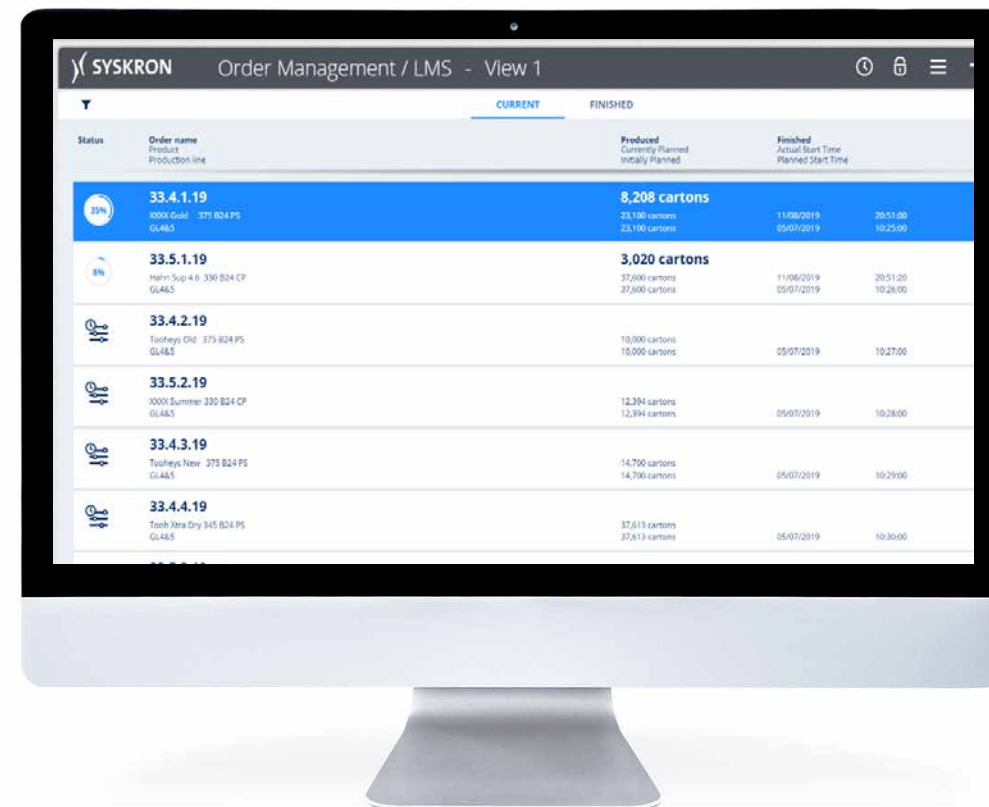 SYSKRON Order Management / LMS - View 1
CURRENT FINISHED
Status Order name Produced Finished
Product Currently Planned Actual Start Time
Production line Initially Planned Planned Start Time
35% 33.4.1.19 8,208 cartons
XXXX Gold 375 B24 PS 23,100 cartons 11/08/2019 20:51:00
GL4&5 23,100 cartons 05/07/2019 10:25:00
8% 33.5.1.19 3,020 cartons
Hahn Sup 4.6 330 B24 CP 37,600 cartons 11/08/2019 20:51:20
GL4&5 37,600 cartons 05/07/2019 10:26:00
33.4.2.19
Tooheys Old 375 B24 PS 10,000 cartons
GL4&5 10,000 cartons 05/07/2019 10:27:00
33.5.2.19
XXXX Summer 330 B24 CP 12,394 cartons
GL4&5 12,394 cartons 05/07/2019 10:28:00
33.4.3.19
Tooheys New 375 B24 PS 14,700 cartons
GL4&5 14,700 cartons 05/07/2019 10:29:00
33.4.4.19
Tooh Xtra Dry 345 B24 PS 37,613 cartons
GL4&5 37,613 cartons 05/07/2019 10:30:00